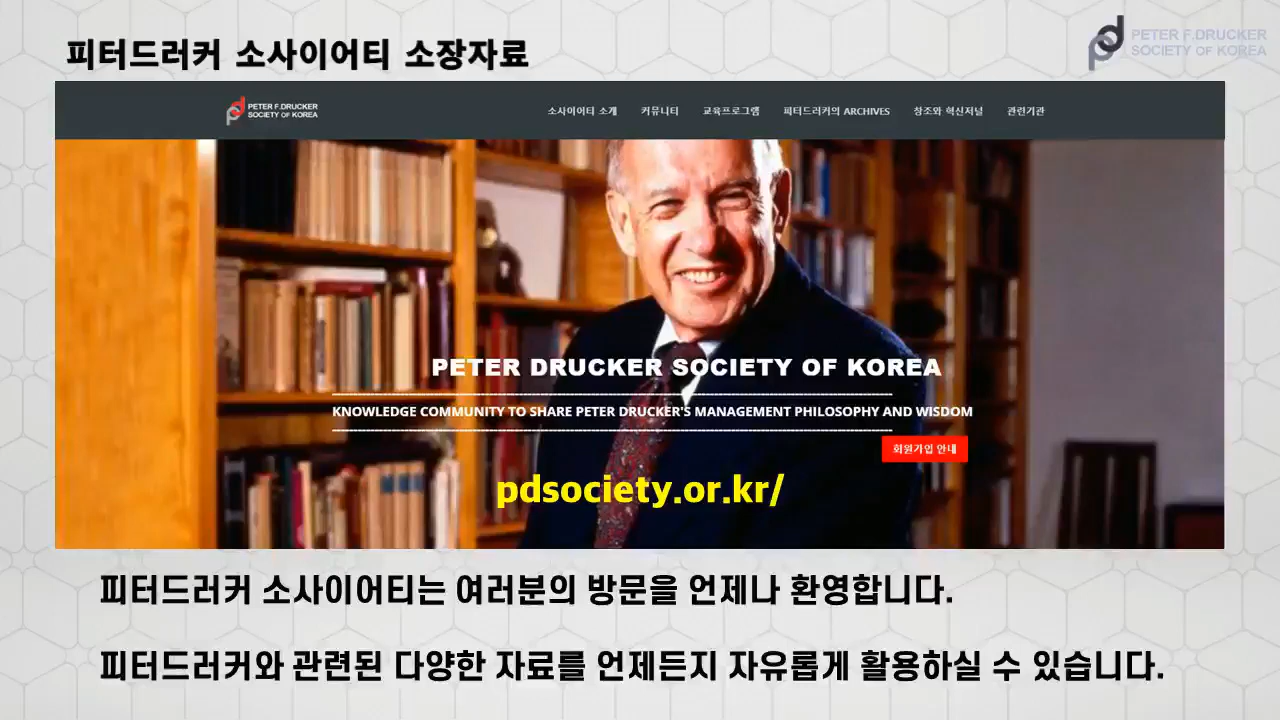 피터드러커 소사이어티 소장자료
PETER F.DRUCKER
SOCIETY OF KOREA
PETER F.DRUCKER
SOCIETY OF KOREA
소사이어티 소개 커뮤니티 교육프로그램 피터드러커의 ARCHIVES 창조와 혁신저널 관련기관
PETER DRUCKER SOCIETY OF KOREA
KNOWLEDGE COMMUNITY TO SHARE PETER DRUCKER'S MANAGEMENT PHILOSOPHY AND WISDOM
회원가입 안내
pdsociety.or.kr/
피터드러커 소사이어티는 여러분의 방문을 언제나 환영합니다.
피터드러커와 관련된 다양한 자료를 언제든지 자유롭게 활용하실 수 있습니다.